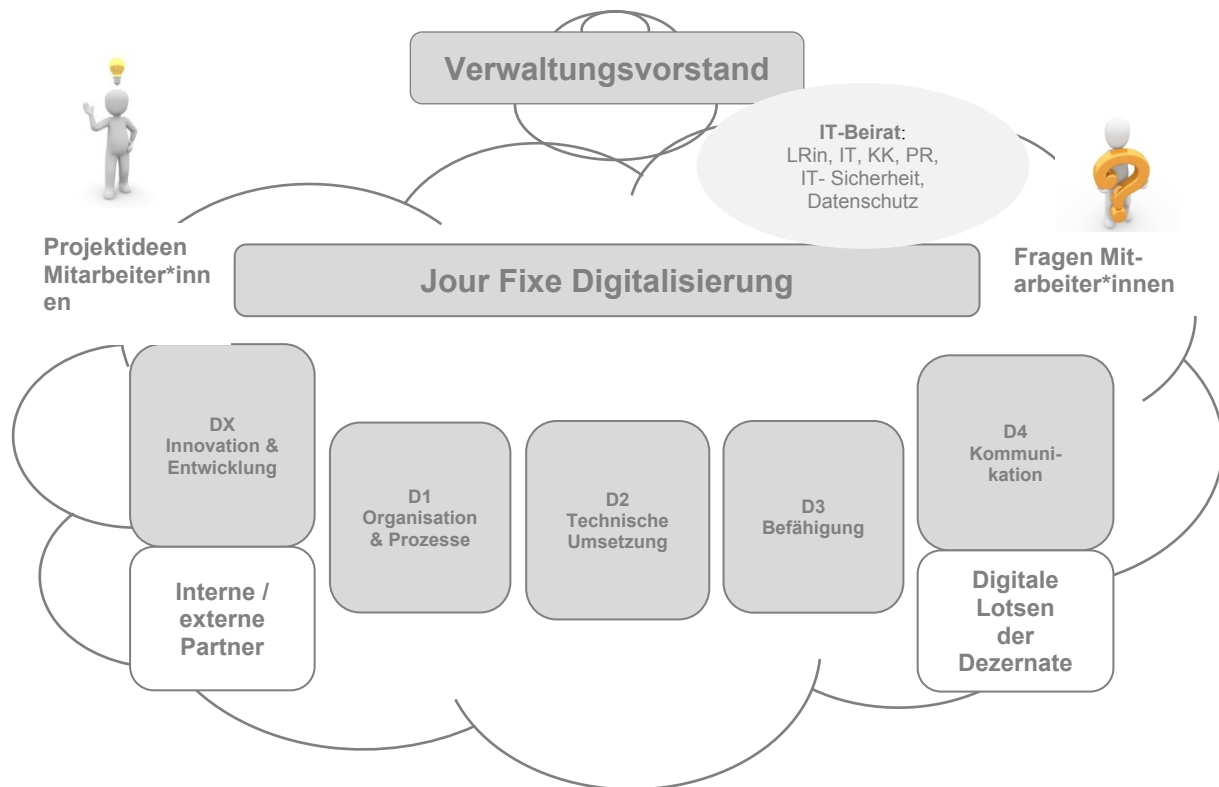 Verwaltungsvorstand
IT-Beirat:
LRin, IT, KK, PR,
IT- Sicherheit,
Datenschutz
Projektideen
Mitarbeiter*inn
en
Jour Fixe Digitalisierung
Fragen Mit-
arbeiter*innen
DX
Innovation &
Entwicklung
D1
Organisation
& Prozesse
D2
Technische
Umsetzung
D3
Befähigung
D4
Kommuni-
kation
Interne /
externe
Partner
Digitale
Lotsen
der
Dezernate